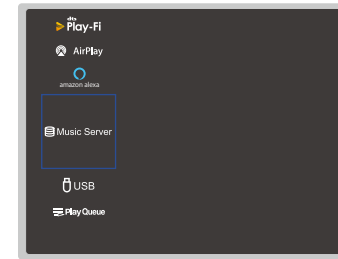 dts
Play-Fi
AirPlay
amazon alexa
Music Server
USB
Play Queue